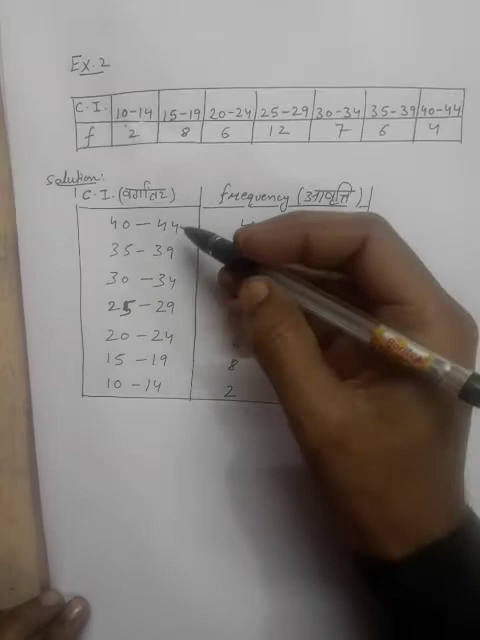 Ex.2
C.I. 10-14 15-19 20-24 25-29 30-34 35-39 40-44
f 2 8 6 12 7 6 4
Solution:
C.I. (वर्गान्तर) frequency (आवृत्ति)
40-44
35-39
30-34
25-29
20-24
15-19 8
10-14 2